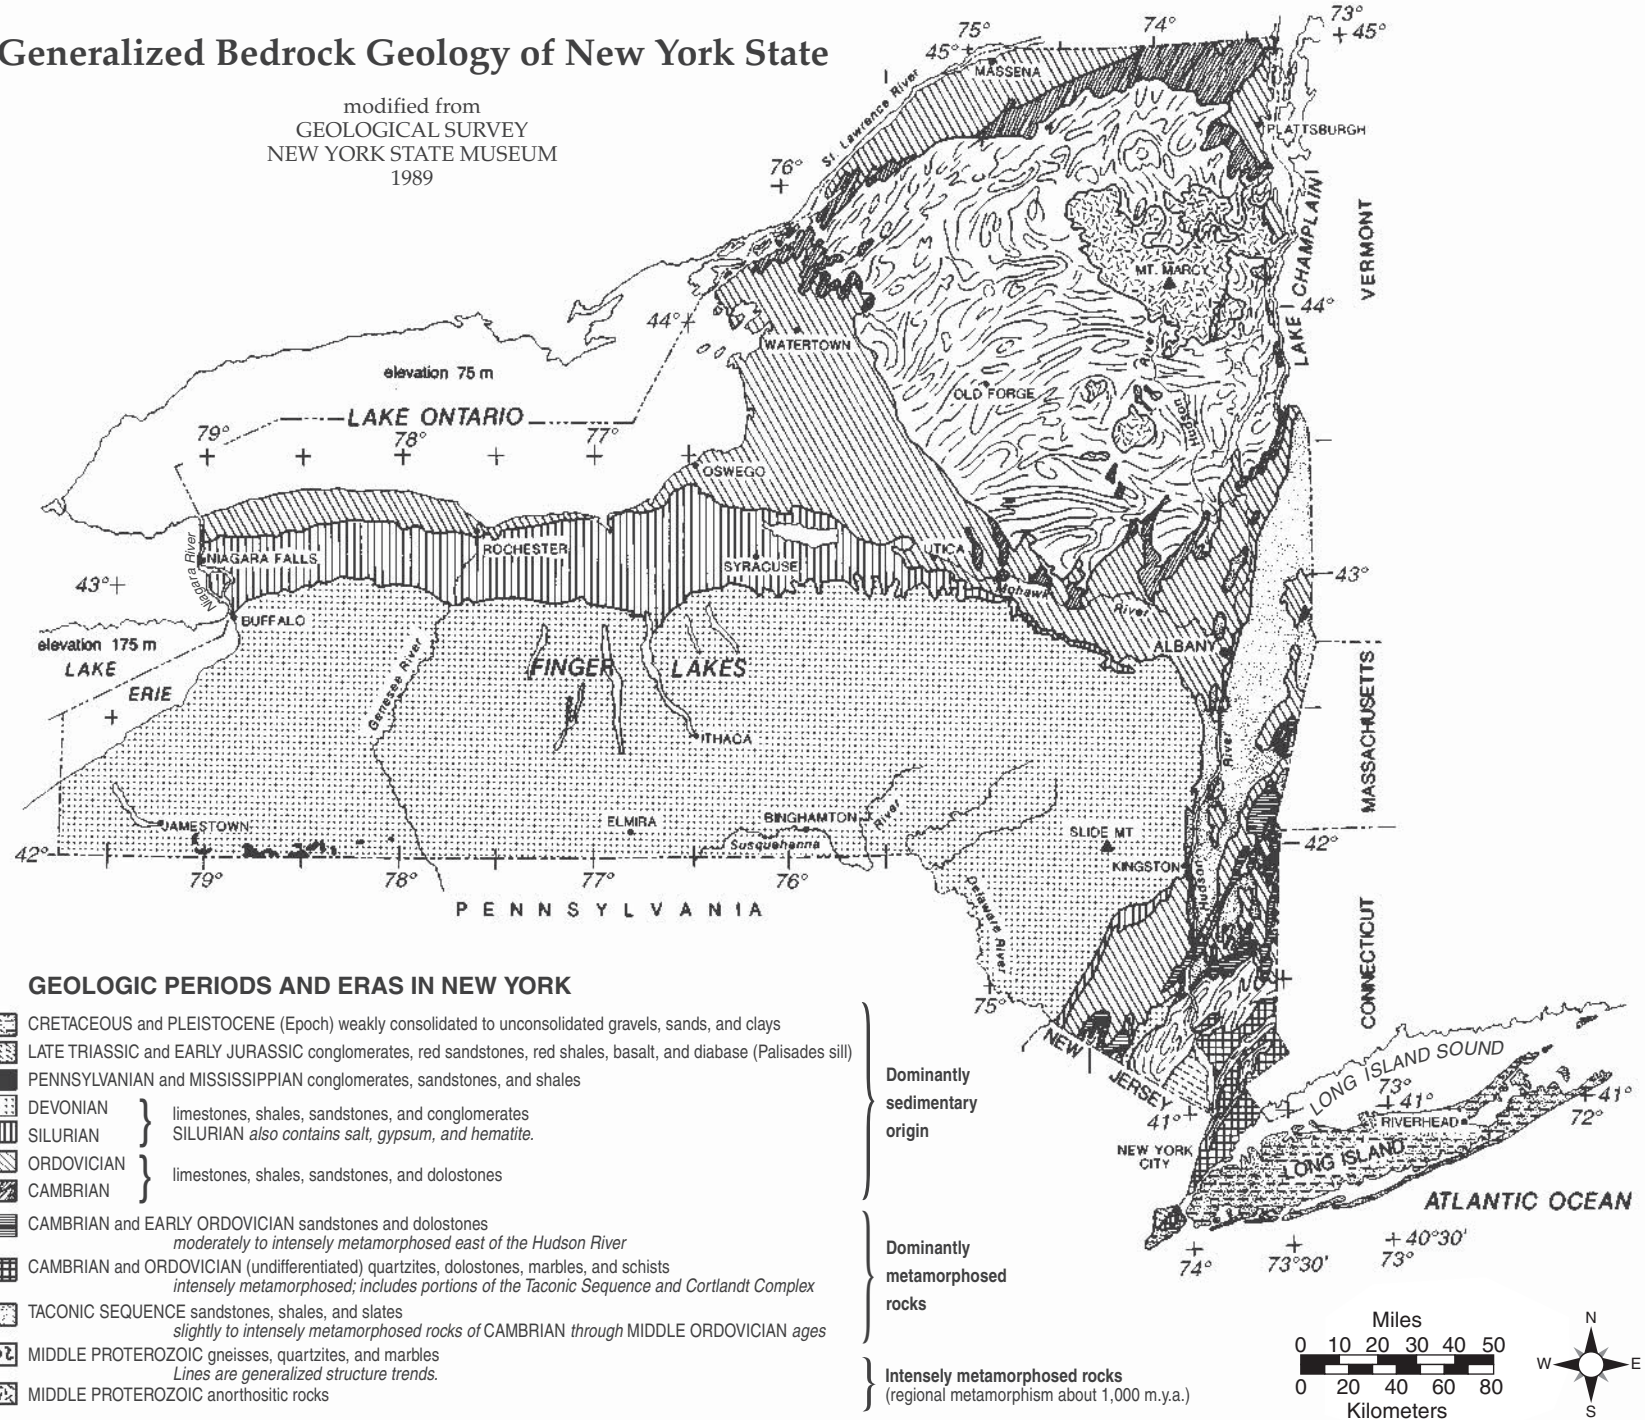 Generalized Bedrock Geology of New York State
modified from
GEOLOGICAL SURVEY
NEW YORK STATE MUSEUM
1989
73°
+ 45°
75°
45°
74°
MASSENA
St. Lawrence River
PLATTSBURGH
76°
LAKE CHAMPLAIN
VERMONT
MT. MARCY
44°
44°
WATERTOWN
elevation 75 m
LAKE ONTARIO
OLD FORGE
Hudson River
79°
78°
77°
OSWEGO
Niagara River
NIAGARA FALLS
ROCHESTER
SYRACUSE
UTICA
Mohawk River
43°
43°
BUFFALO
ALBANY
elevation 175 m
LAKE
ERIE
Genesee River
FINGER LAKES
ITHACA
MASSACHUSETTS
River
JAMESTOWN
ELMIRA
BINGHAMTON
River
Susquehanna
SLIDE MT
KINGSTON
Hudson
42°
42°
79°
78°
77°
76°
PENNSYLVANIA
Delaware River
75°
CONNECTICUT
NEW JERSEY
41°
NEW YORK
CITY
LONG ISLAND SOUND
73°
41°
RIVERHEAD
41°
72°
LONG ISLAND
ATLANTIC OCEAN
74°
73°30'
40°30'
73°
GEOLOGIC PERIODS AND ERAS IN NEW YORK
CRETACEOUS and PLEISTOCENE (Epoch) weakly consolidated to unconsolidated gravels, sands, and clays
LATE TRIASSIC and EARLY JURASSIC conglomerates, red sandstones, red shales, basalt, and diabase (Palisades sill)
PENNSYLVANIAN and MISSISSIPPIAN conglomerates, sandstones, and shales
DEVONIAN
SILURIAN
limestones, shales, sandstones, and conglomerates
SILURIAN also contains salt, gypsum, and hematite.
ORDOVICIAN
CAMBRIAN
limestones, shales, sandstones, and dolostones
Dominantly
sedimentary
origin
CAMBRIAN and EARLY ORDOVICIAN sandstones and dolostones
moderately to intensely metamorphosed east of the Hudson River
CAMBRIAN and ORDOVICIAN (undifferentiated) quartzites, dolostones, marbles, and schists
intensely metamorphosed; includes portions of the Taconic Sequence and Cortlandt Complex
TACONIC SEQUENCE sandstones, shales, and slates
slightly to intensely metamorphosed rocks of CAMBRIAN through MIDDLE ORDOVICIAN ages
Dominantly
metamorphosed
rocks
MIDDLE PROTEROZOIC gneisses, quartzites, and marbles
Lines are generalized structure trends.
MIDDLE PROTEROZOIC anorthositic rocks
Intensely metamorphosed rocks
(regional metamorphism about 1,000 m.y.a.)
Miles
0 10 20 30 40 50
0 20 40 60 80
Kilometers
N
W
E
S